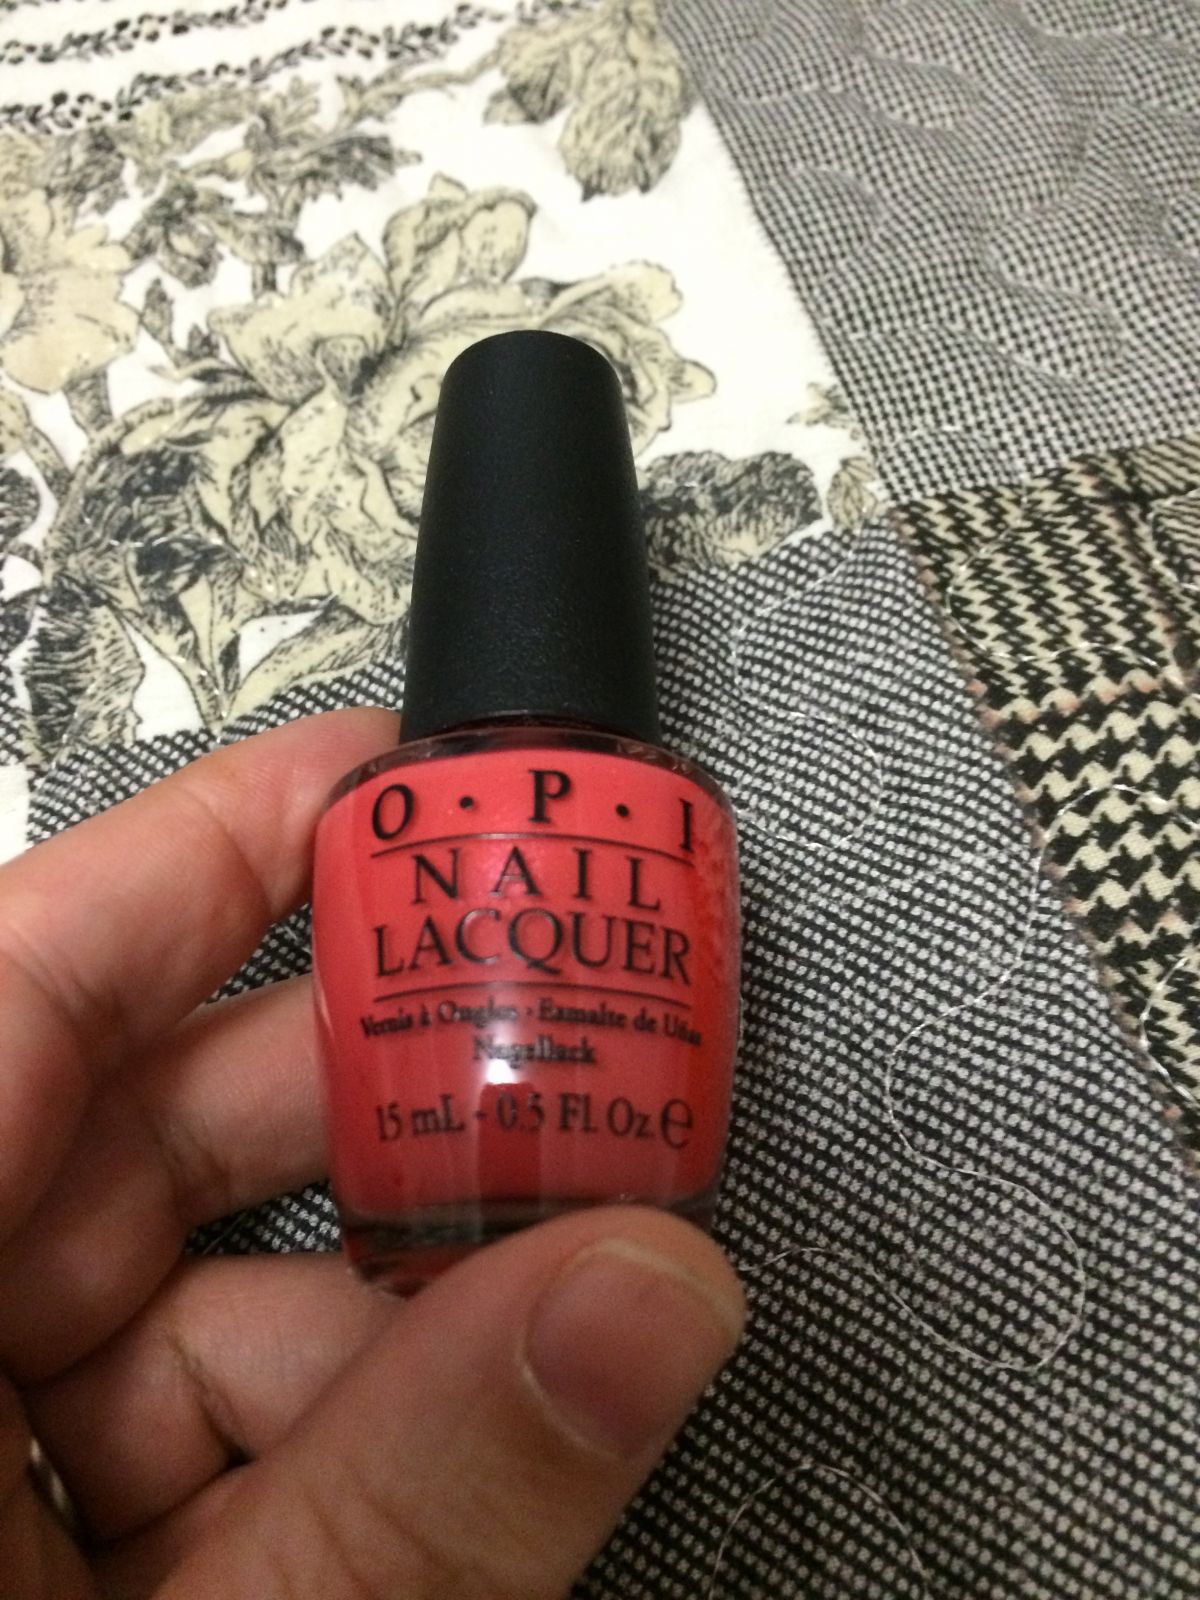 O · P · I
NAIL
LACQUER
Vernis à Ongles · Esmalte de Uñas
Nagellack
15 mL - 0.5 Fl. Oz. e